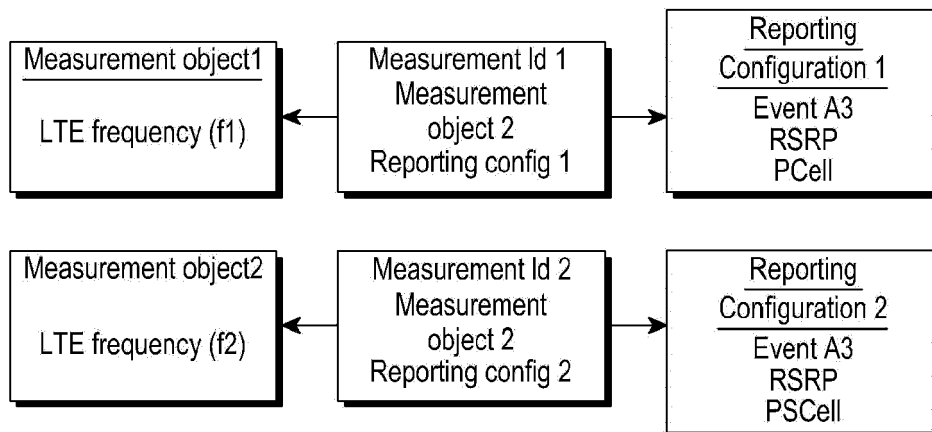 Measurement object1
LTE frequency (f1)
Measurement Id 1
Measurement
object 2
Reporting config 1
Reporting
Configuration 1
Event A3
RSRP
PCell
Measurement object2
LTE frequency (f2)
Measurement Id 2
Measurement
object 2
Reporting config 2
Reporting
Configuration 2
Event A3
RSRP
PSCell